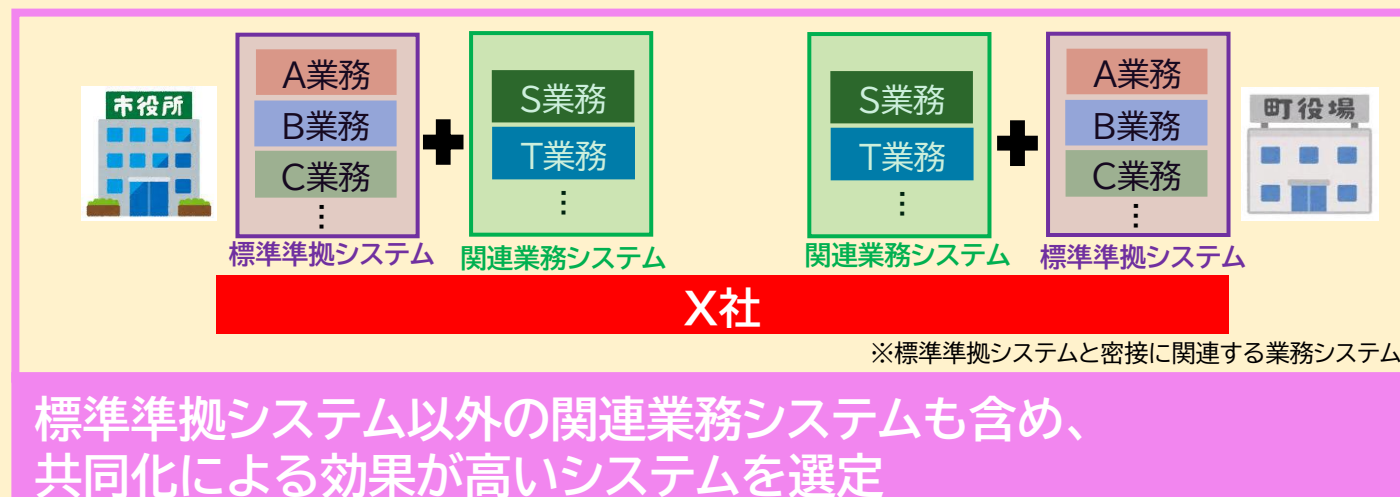 市役所
A業務
B業務
C業務
⋮
標準準拠システム
S業務
T業務
⋮
関連業務システム
S業務
T業務
⋮
関連業務システム
A業務
B業務
C業務
⋮
標準準拠システム
町役場
X社
※標準準拠システムと密接に関連する業務システム
標準準拠システム以外の関連業務システムも含め、
共同化による効果が高いシステムを選定